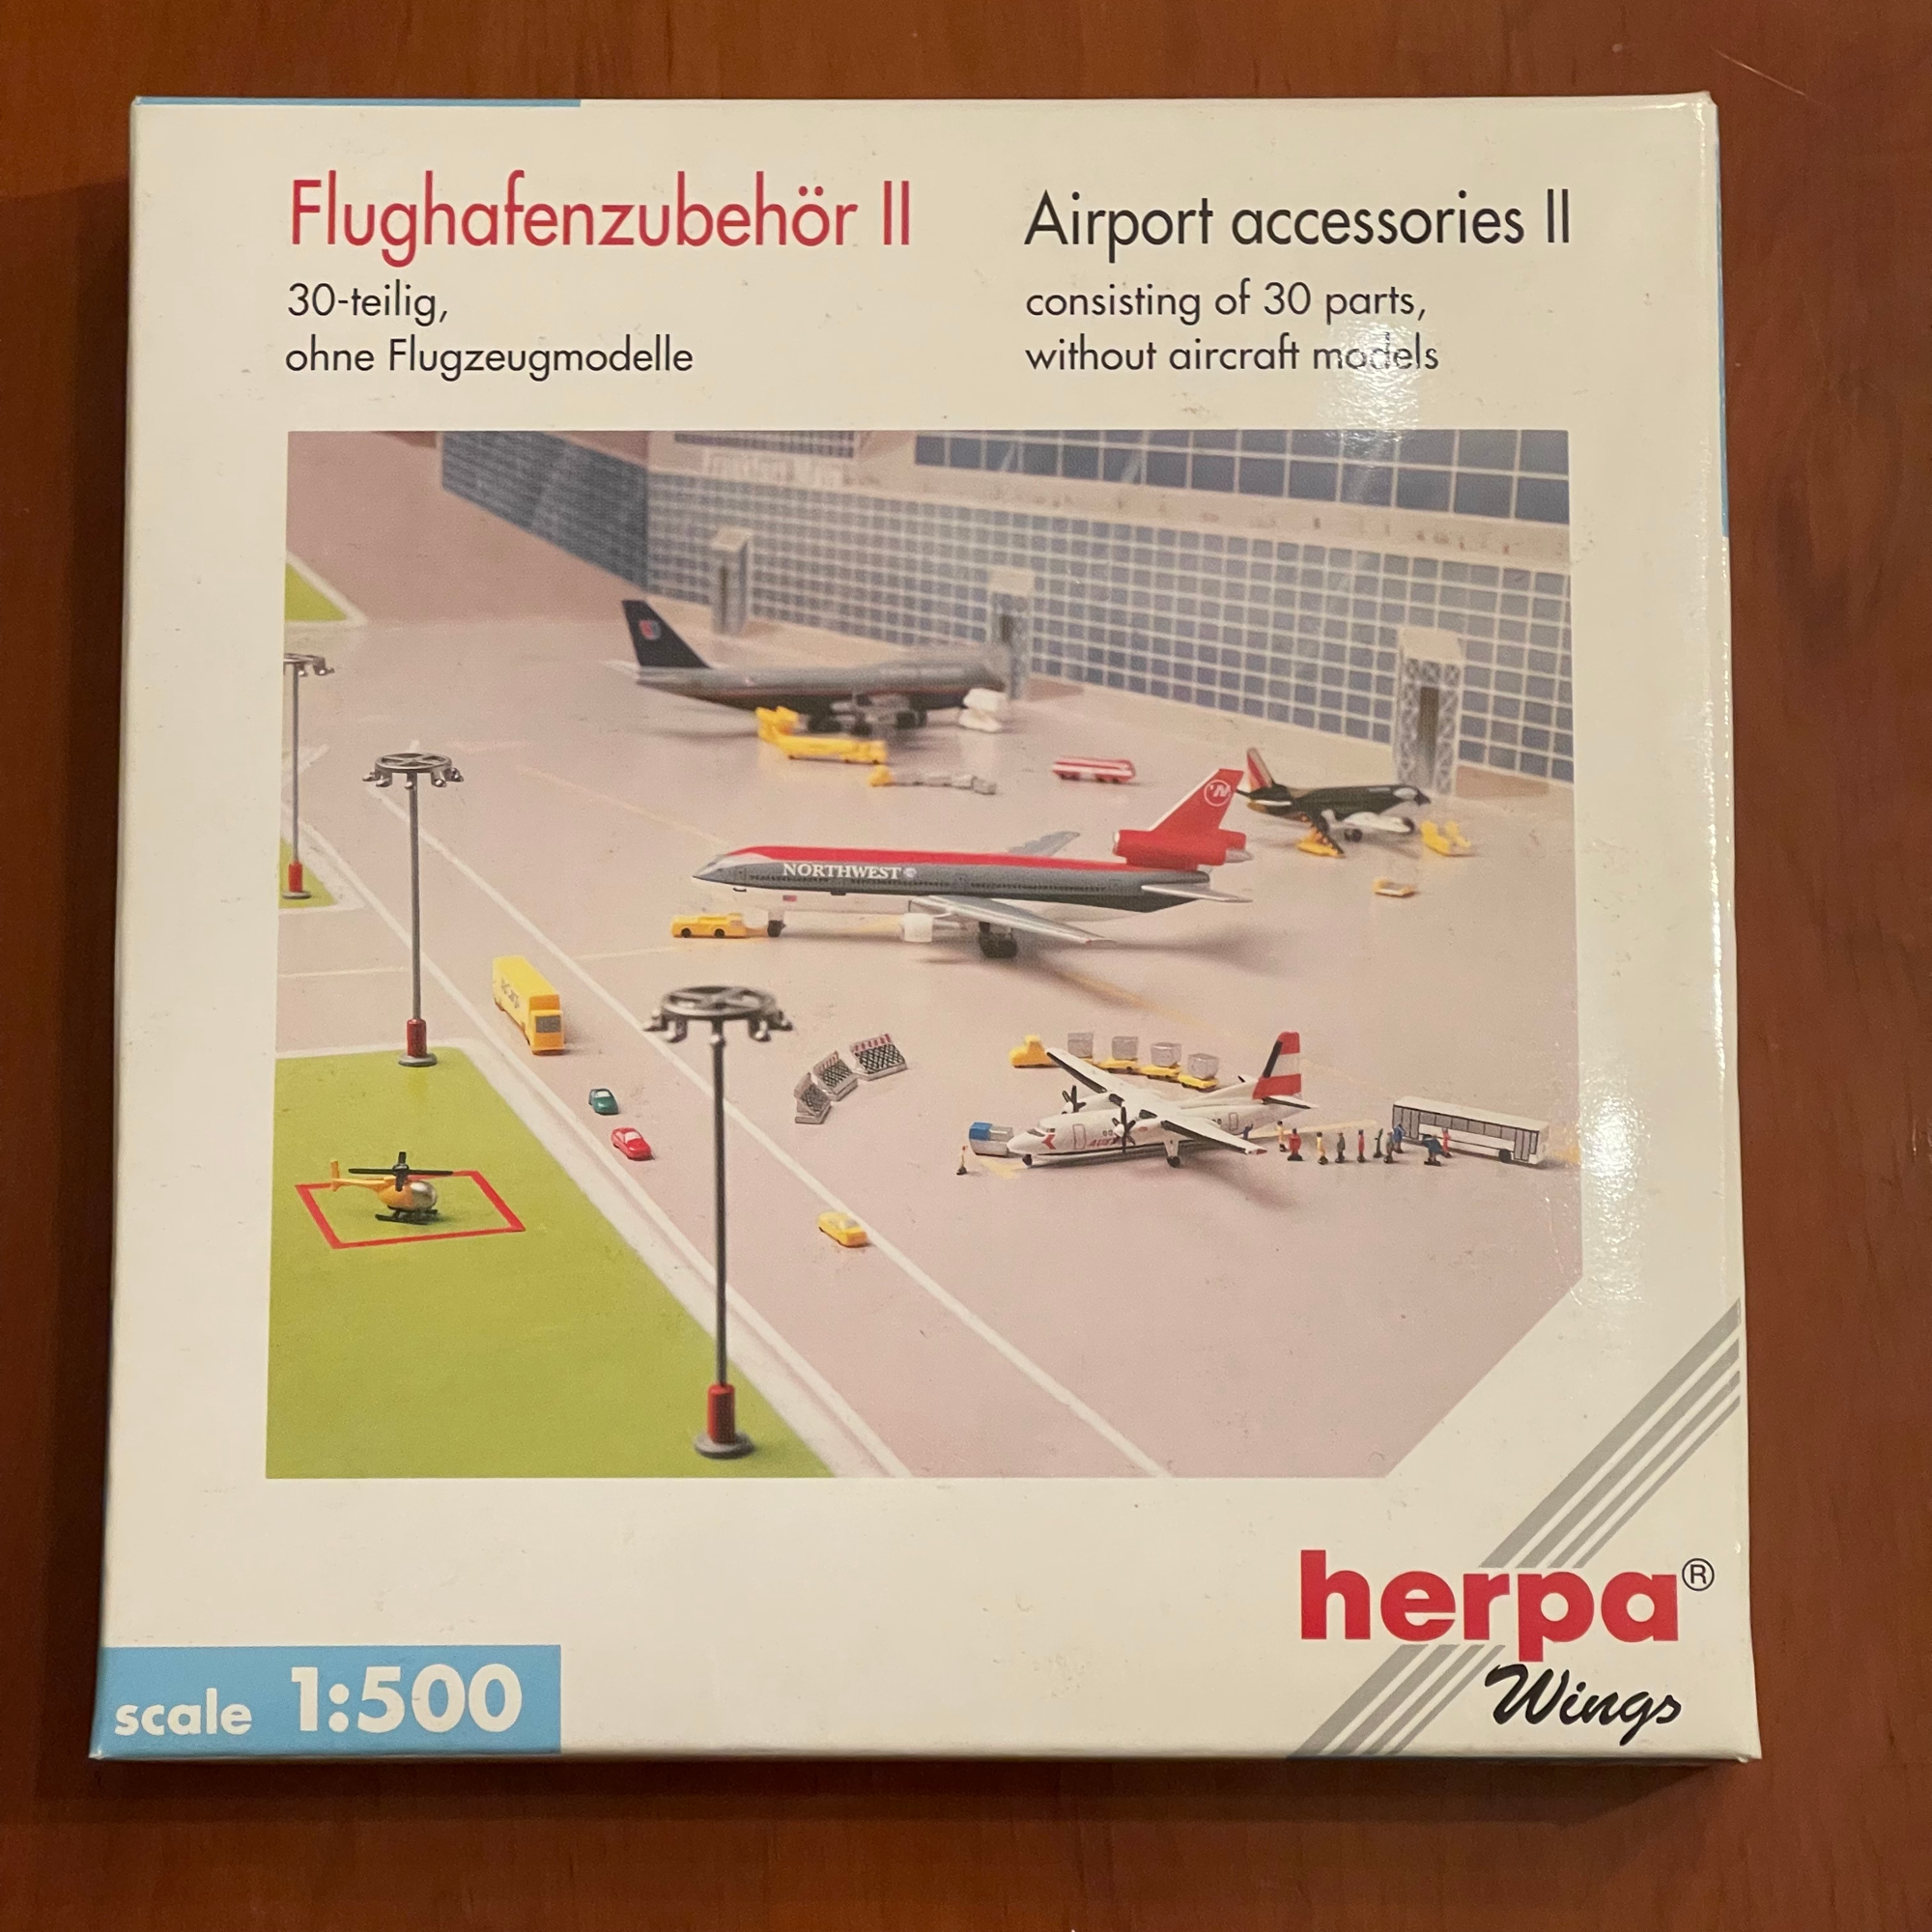 Flughafenzubehör II
30-teilig,
ohne Flugzeugmodelle
Airport accessories II
consisting of 30 parts,
without aircraft models
NORTHWEST
herpa®
Wings
scale 1:500